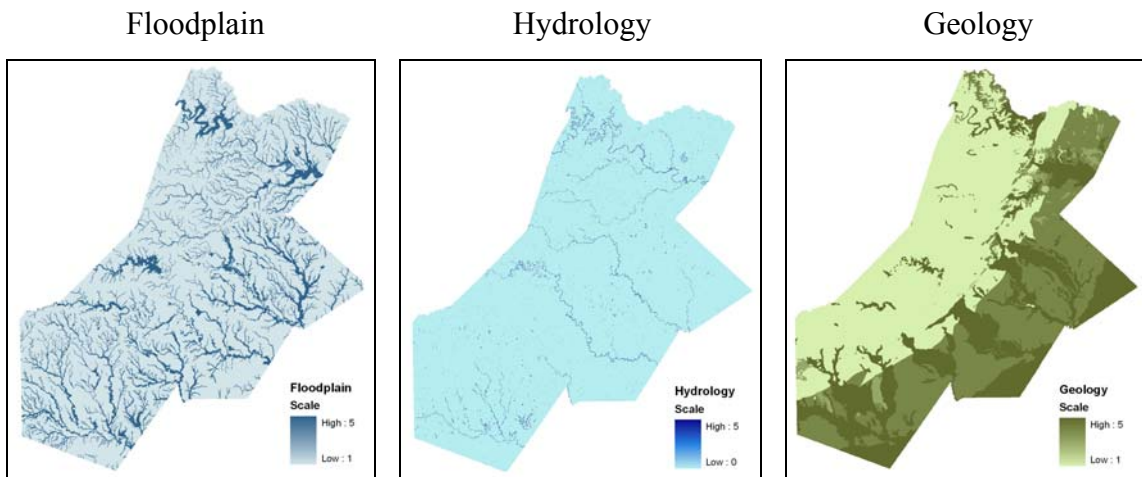 Floodplain
Hydrology
Geology
Floodplain
Scale
High : 5
Low : 1
Hydrology
Scale
High : 5
Low : 0
Geology
Scale
High : 5
Low : 1